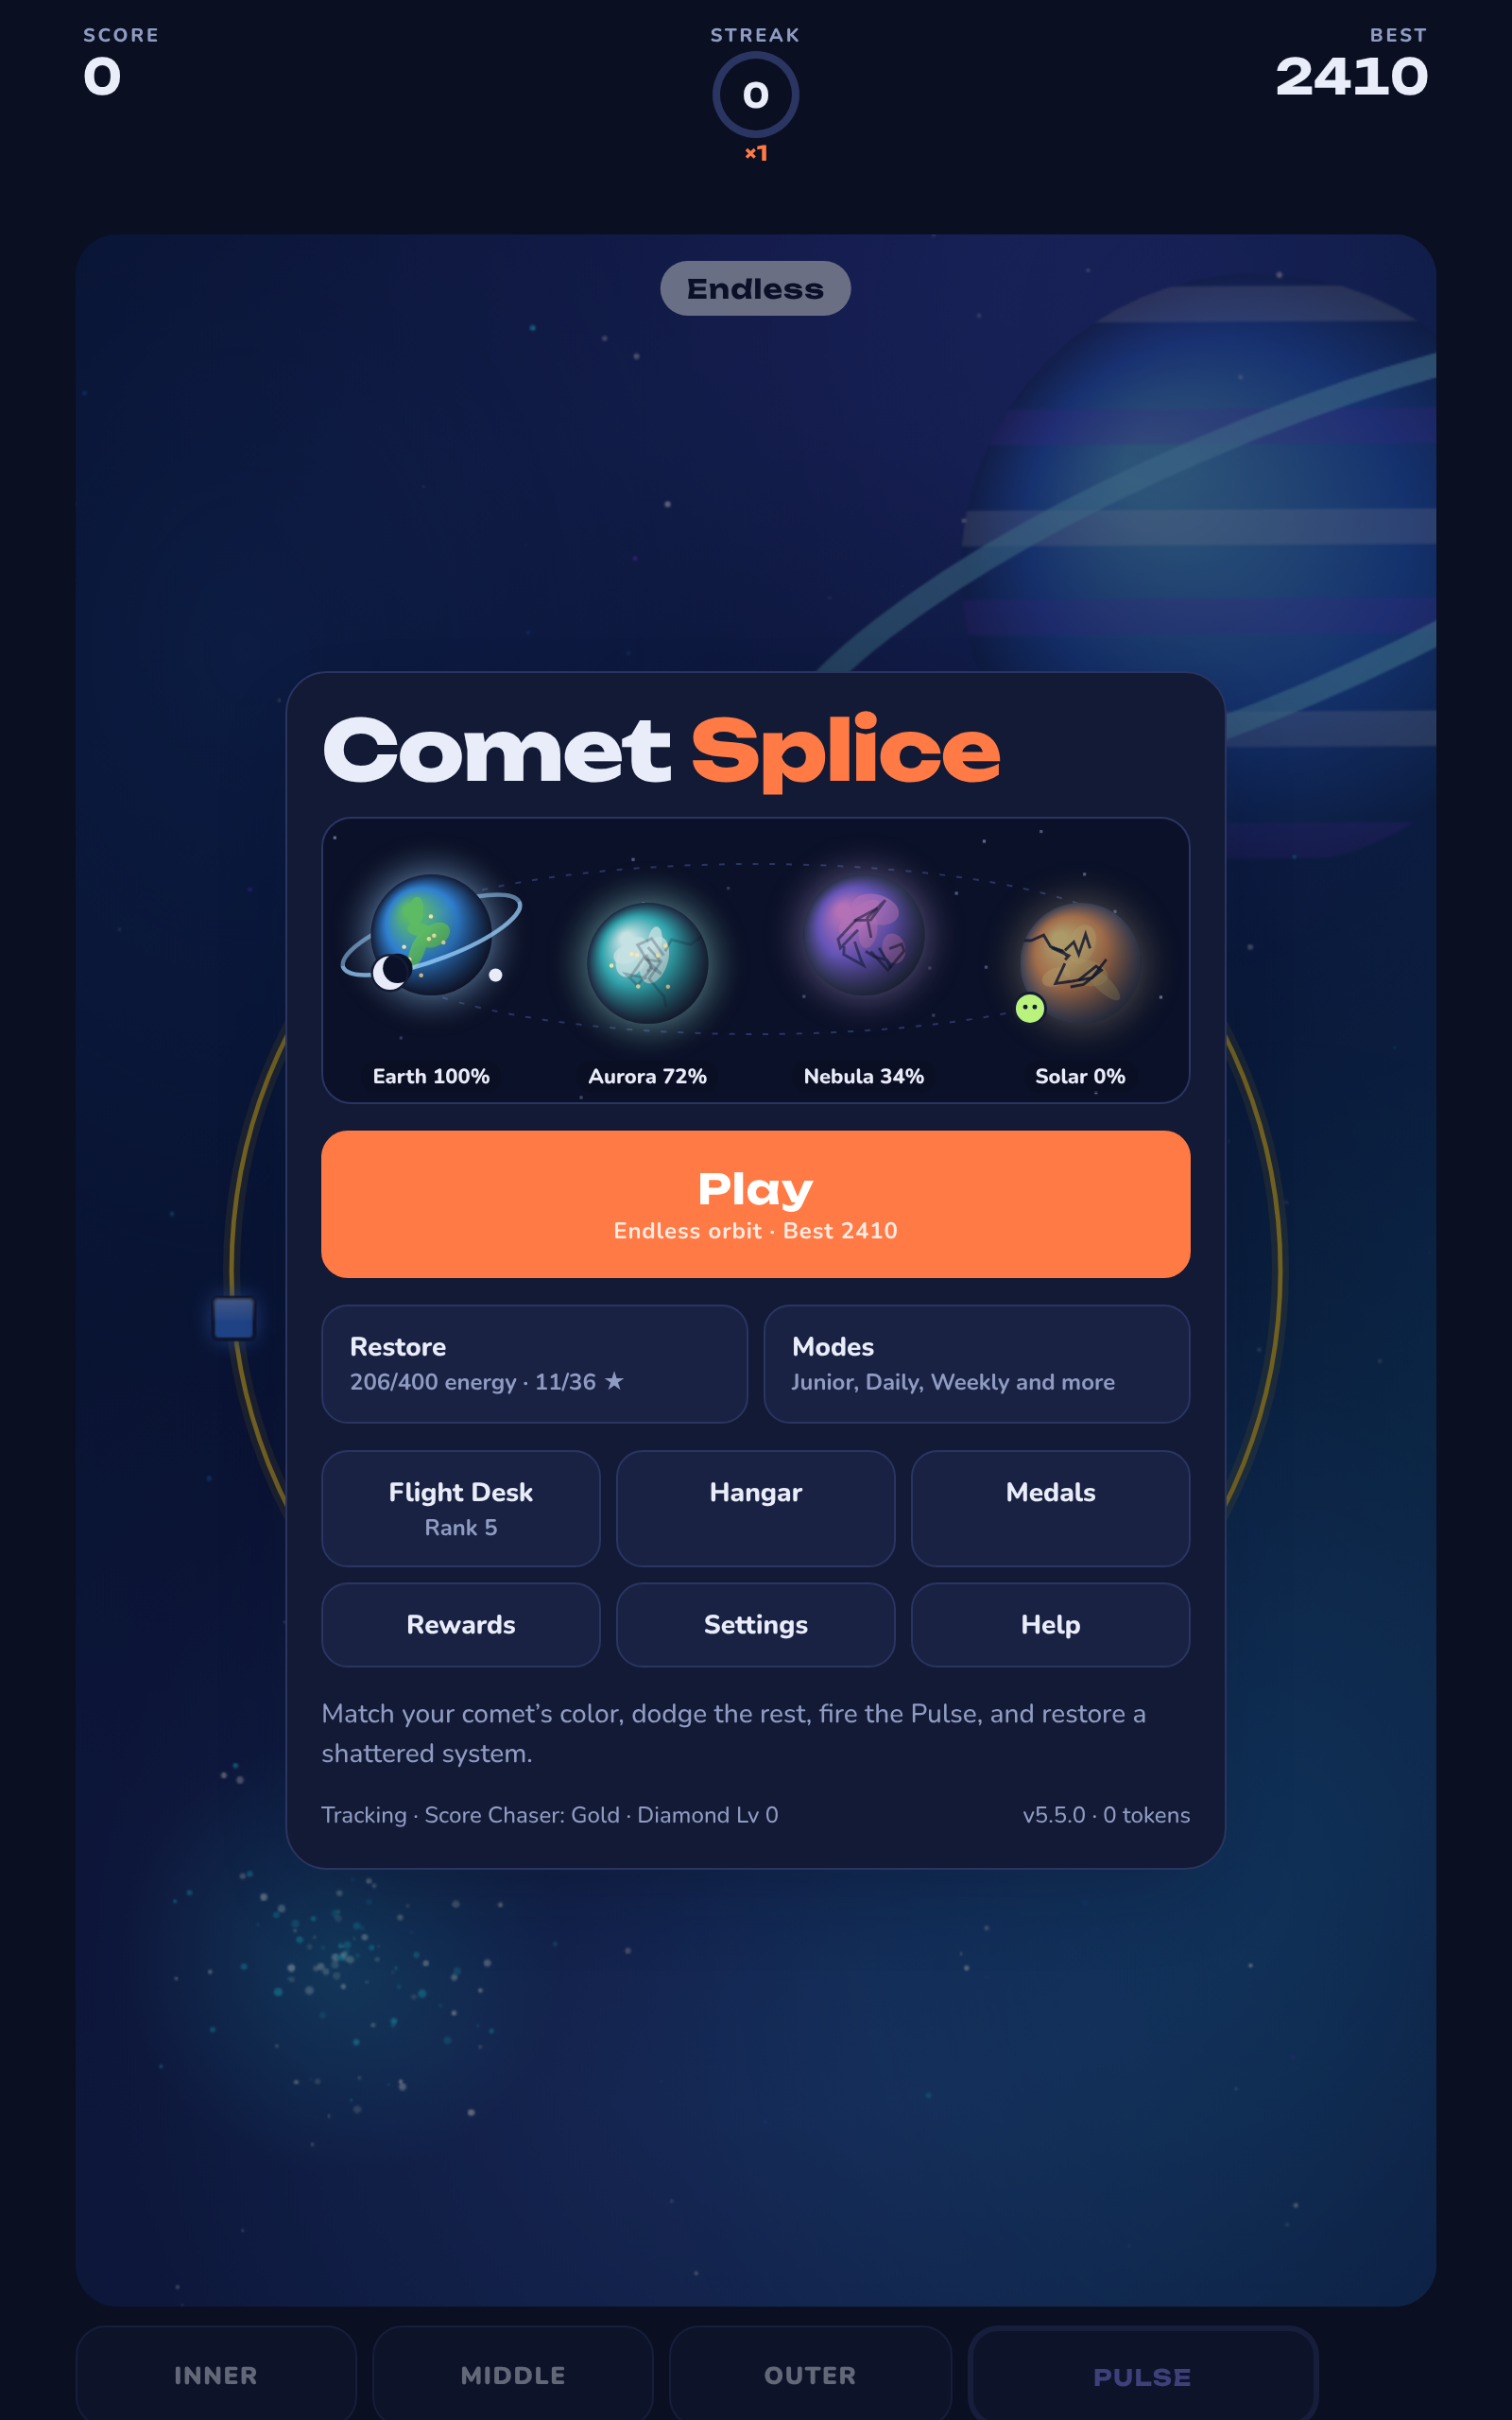 SCORE
0
STREAK
0
×1
BEST
2410
Endless
Comet Splice
Earth 100%
Aurora 72%
Nebula 34%
Solar 0%
Play
Endless orbit · Best 2410
Restore
206/400 energy · 11/36 ★
Modes
Junior, Daily, Weekly and more
Flight Desk
Rank 5
Hangar
Medals
Rewards
Settings
Help
Match your comet’s color, dodge the rest, fire the Pulse, and restore a
shattered system.
Tracking · Score Chaser: Gold · Diamond Lv 0
v5.5.0 · 0 tokens
INNER
MIDDLE
OUTER
PULSE